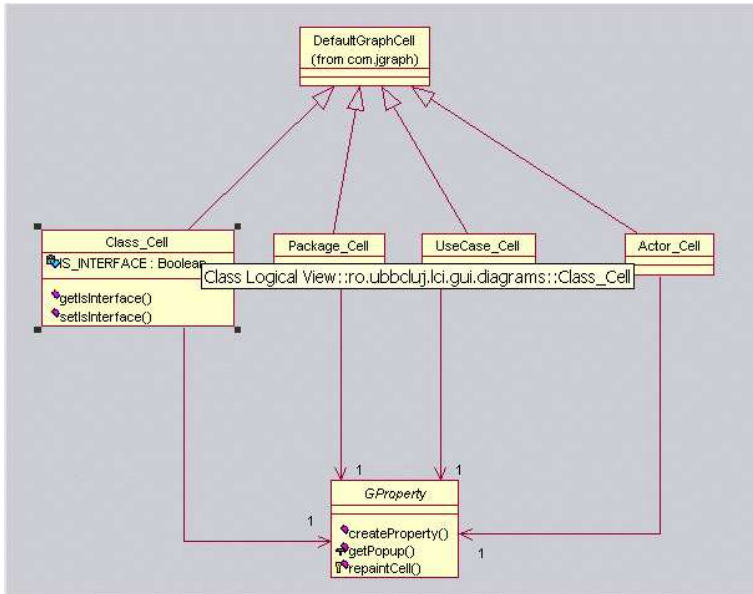 DefaultGraphCell
(from com.jgraph)
Class_Cell
IS_INTERFACE : Boolean
getIsInterface()
setIsInterface()
Package_Cell
UseCase_Cell
Actor_Cell
Class Logical View::ro.ubbcluj.lci.gui.diagrams::Class_Cell
1
1
1
1
GProperty
createProperty()
getPopup()
repaintCell()